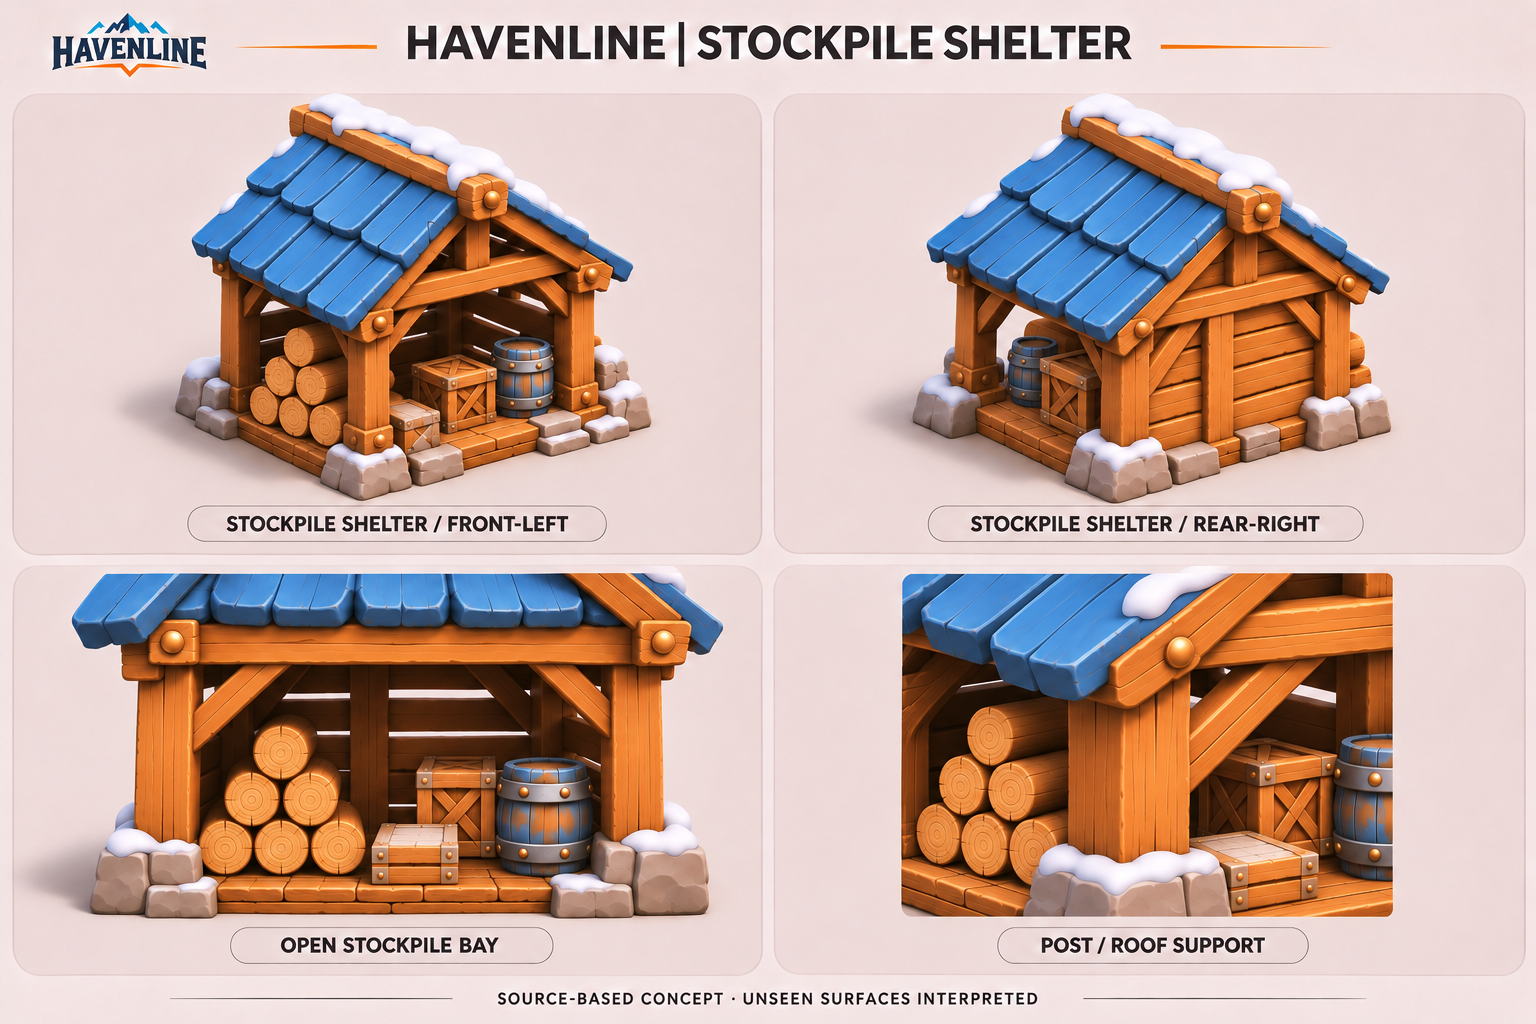 HAVENLINE
HAVENLINE | STOCKPILE SHELTER
STOCKPILE SHELTER / FRONT-LEFT
STOCKPILE SHELTER / REAR-RIGHT
OPEN STOCKPILE BAY
POST / ROOF SUPPORT
SOURCE-BASED CONCEPT · UNSEEN SURFACES INTERPRETED